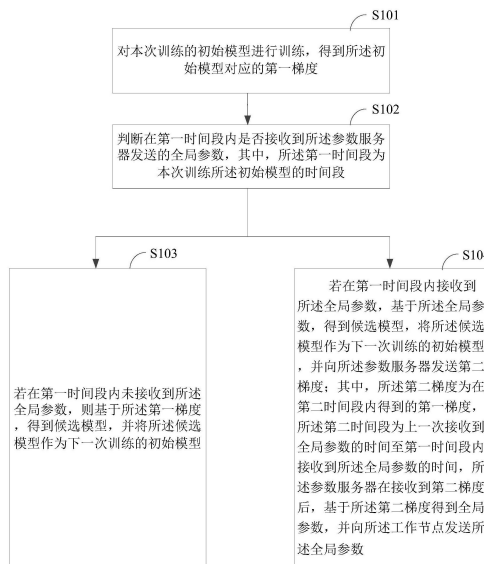 S101
对本次训练的初始模型进行训练，得到所述初
始模型对应的第一梯度
S102
判断在第一时间段内是否接收到所述参数服务
器发送的全局参数，其中，所述第一时间段为
本次训练所述初始模型的时间段
S103
若在第一时间段内未接收到所述
全局参数，则基于所述第一梯度
，得到候选模型，并将所述候选
模型作为下一次训练的初始模型
S104
若在第一时间段内接收到
所述全局参数，基于所述全局参
数，得到候选模型，将所述候选
模型作为下一次训练的初始模型
，并向所述参数服务器发送第二
梯度；其中，所述第二梯度为在
第二时间段内得到的第一梯度，
所述第二时间段为上一次接收到
全局参数的时间至第一时间段内
接收到所述全局参数的时间，所
述参数服务器在接收到第二梯度
后，基于所述第二梯度得到全局
参数，并向所述工作节点发送所
述全局参数